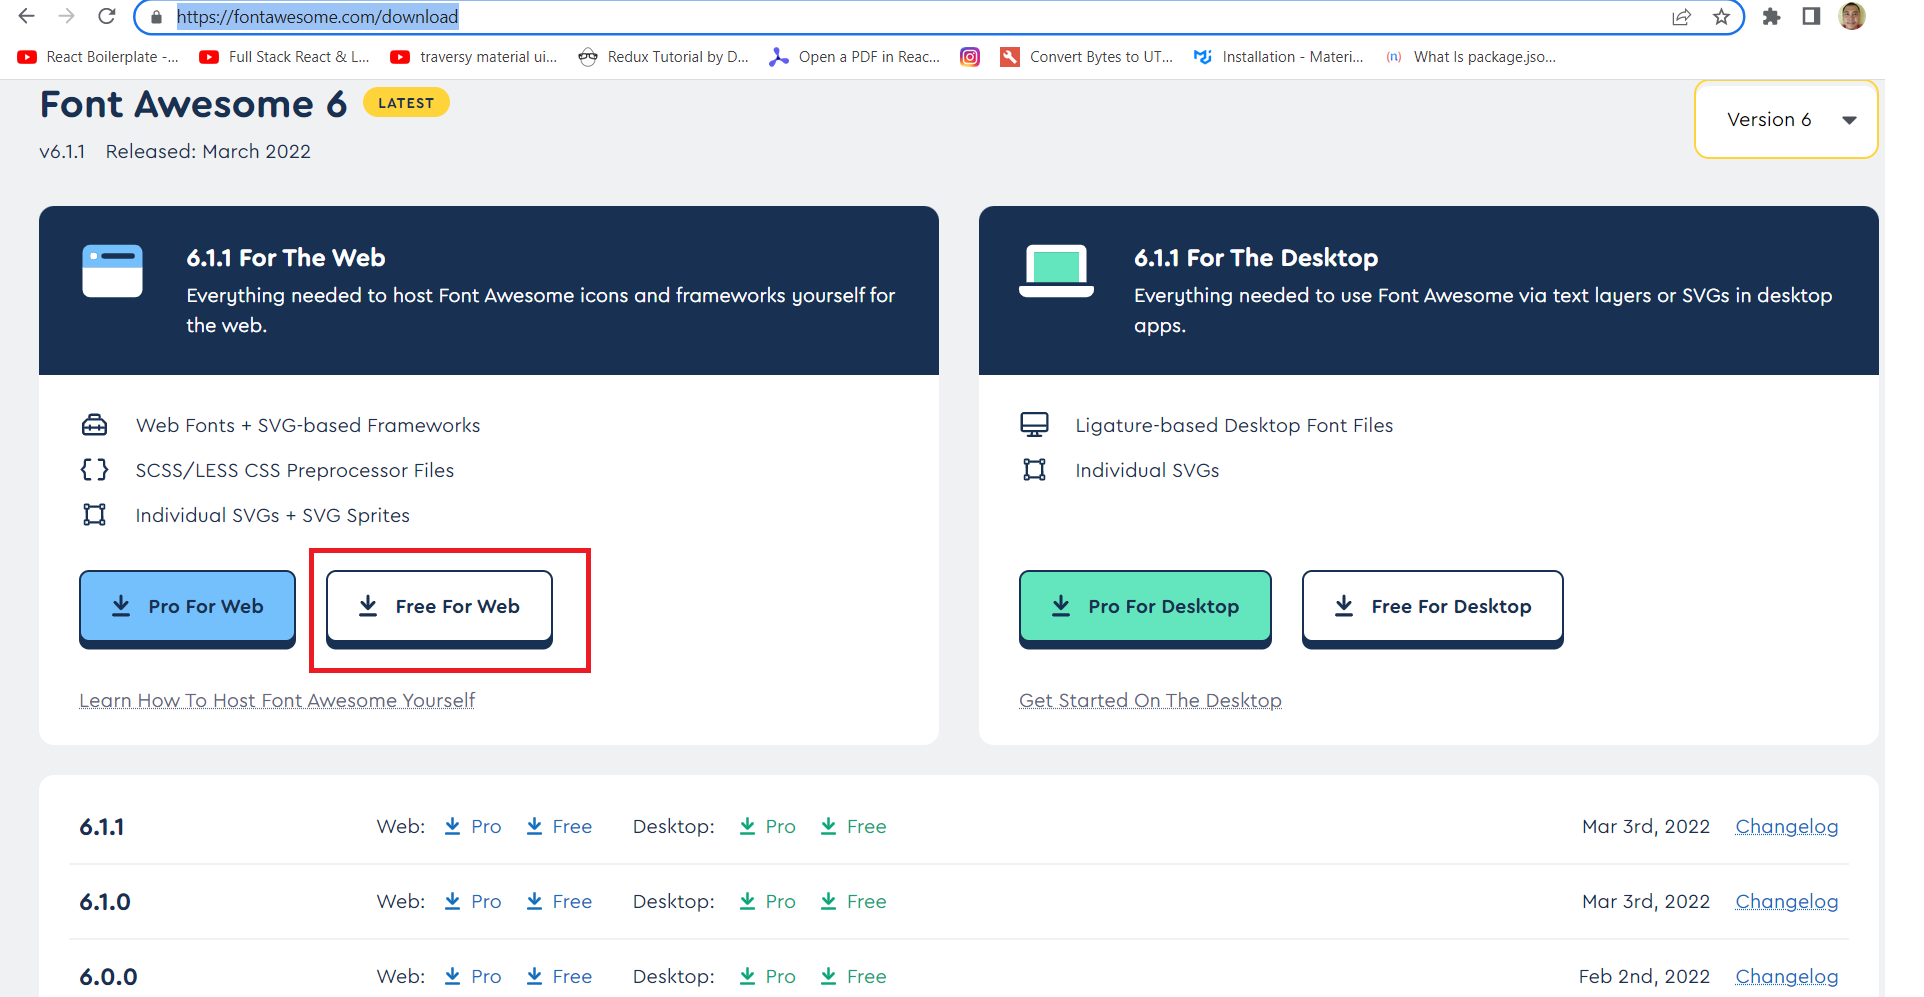 https://fontawesome.com/download
React Boilerplate -... Full Stack React & L... traversy material ui... Redux Tutorial by D... Open a PDF in Reac... Convert Bytes to UT... Installation - Materi... (n) What Is package.jso...
Font Awesome 6 LATEST
Version 6
v6.1.1 Released: March 2022
6.1.1 For The Web
Everything needed to host Font Awesome icons and frameworks yourself for
the web.
Web Fonts + SVG-based Frameworks
SCSS/LESS CSS Preprocessor Files
Individual SVGs + SVG Sprites
Pro For Web Free For Web
Learn How To Host Font Awesome Yourself
6.1.1 For The Desktop
Everything needed to use Font Awesome via text layers or SVGs in desktop
apps.
Ligature-based Desktop Font Files
Individual SVGs
Pro For Desktop Free For Desktop
Get Started On The Desktop
6.1.1 Web: Pro Free Desktop: Pro Free Mar 3rd, 2022 Changelog
6.1.0 Web: Pro Free Desktop: Pro Free Mar 3rd, 2022 Changelog
6.0.0 Web: Pro Free Desktop: Pro Free Feb 2nd, 2022 Changelog